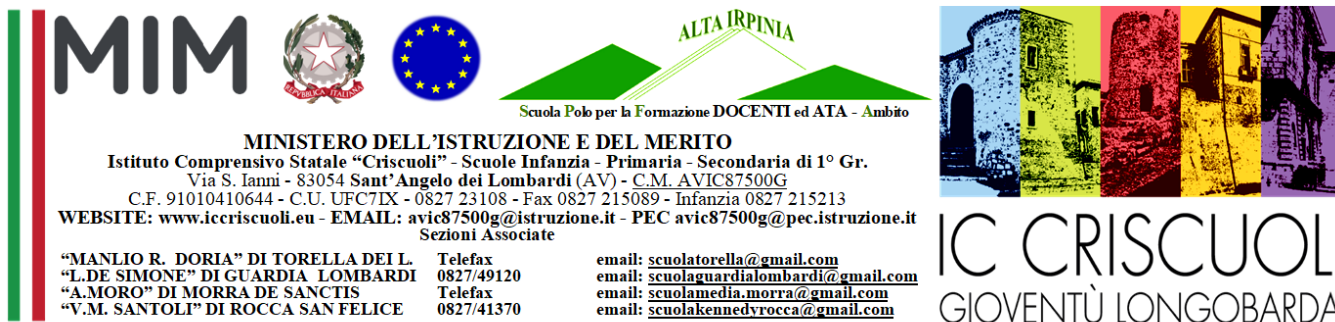 MIM
REPVBBLICA ITALIANA
ALTA IRPINIA
Scuola Polo per la Formazione DOCENTI ed ATA - Ambito
MINISTERO DELL’ISTRUZIONE E DEL MERITO
Istituto Comprensivo Statale “Criscuoli” - Scuole Infanzia - Primaria - Secondaria di 1° Gr.
Via S. Ianni - 83054 Sant’Angelo dei Lombardi (AV) - C.M. AVIC87500G
C.F. 91010410644 - C.U. UFC7IX - 0827 23108 - Fax 0827 215089 - Infanzia 0827 215213
WEBSITE: www.iccriscuoli.eu - EMAIL: avic87500g@istruzione.it - PEC avic87500g@pec.istruzione.it
Sezioni Associate
“MANLIO R. DORIA” DI TORELLA DEI L. Telefax email: scuolatorella@gmail.com
“L.DE SIMONE” DI GUARDIA LOMBARDI 0827/49120 email: scuolaguardialombardi@gmail.com
“A.MORO” DI MORRA DE SANCTIS Telefax email: scuolamedia.morra@gmail.com
“V.M. SANTOLI” DI ROCCA SAN FELICE 0827/41370 email: scuolakennedyrocca@gmail.com
IC CRISCUOL
GIOVENTÙ LONGOBARDA